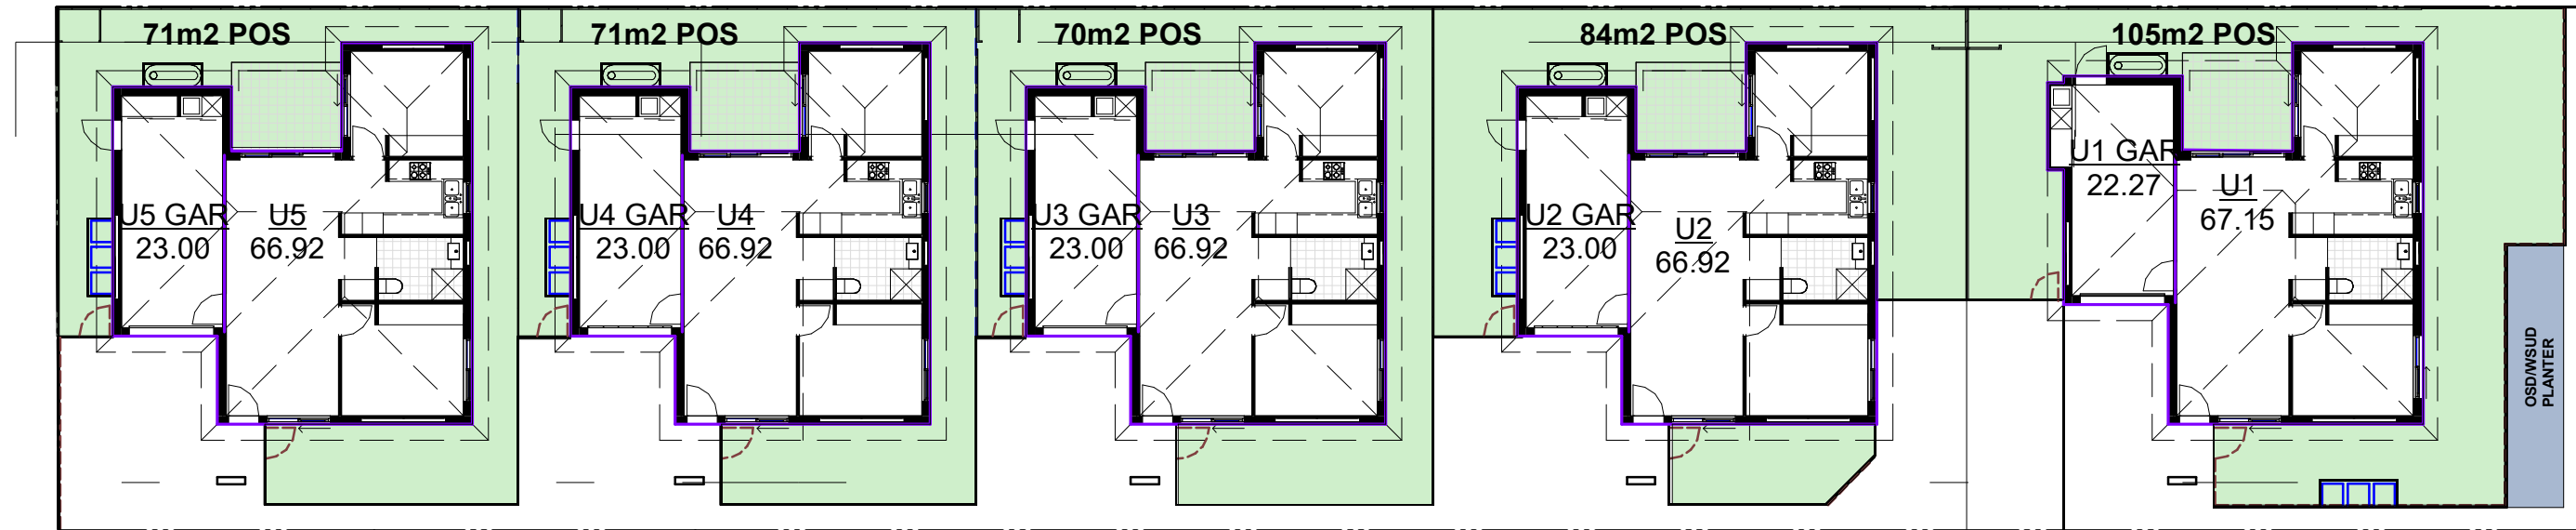 71m2 POS
71m2 POS
70m2 POS
84m2 POS
105m2 POS
U5 GAR
23.00
U5
66.92
U4 GAR
23.00
U4
66.92
U3 GAR
23.00
U3
66.92
U2 GAR
23.00
U2
66.92
U1 GAR
22.27
U1
67.15
OSD/WSUD
PLANTER